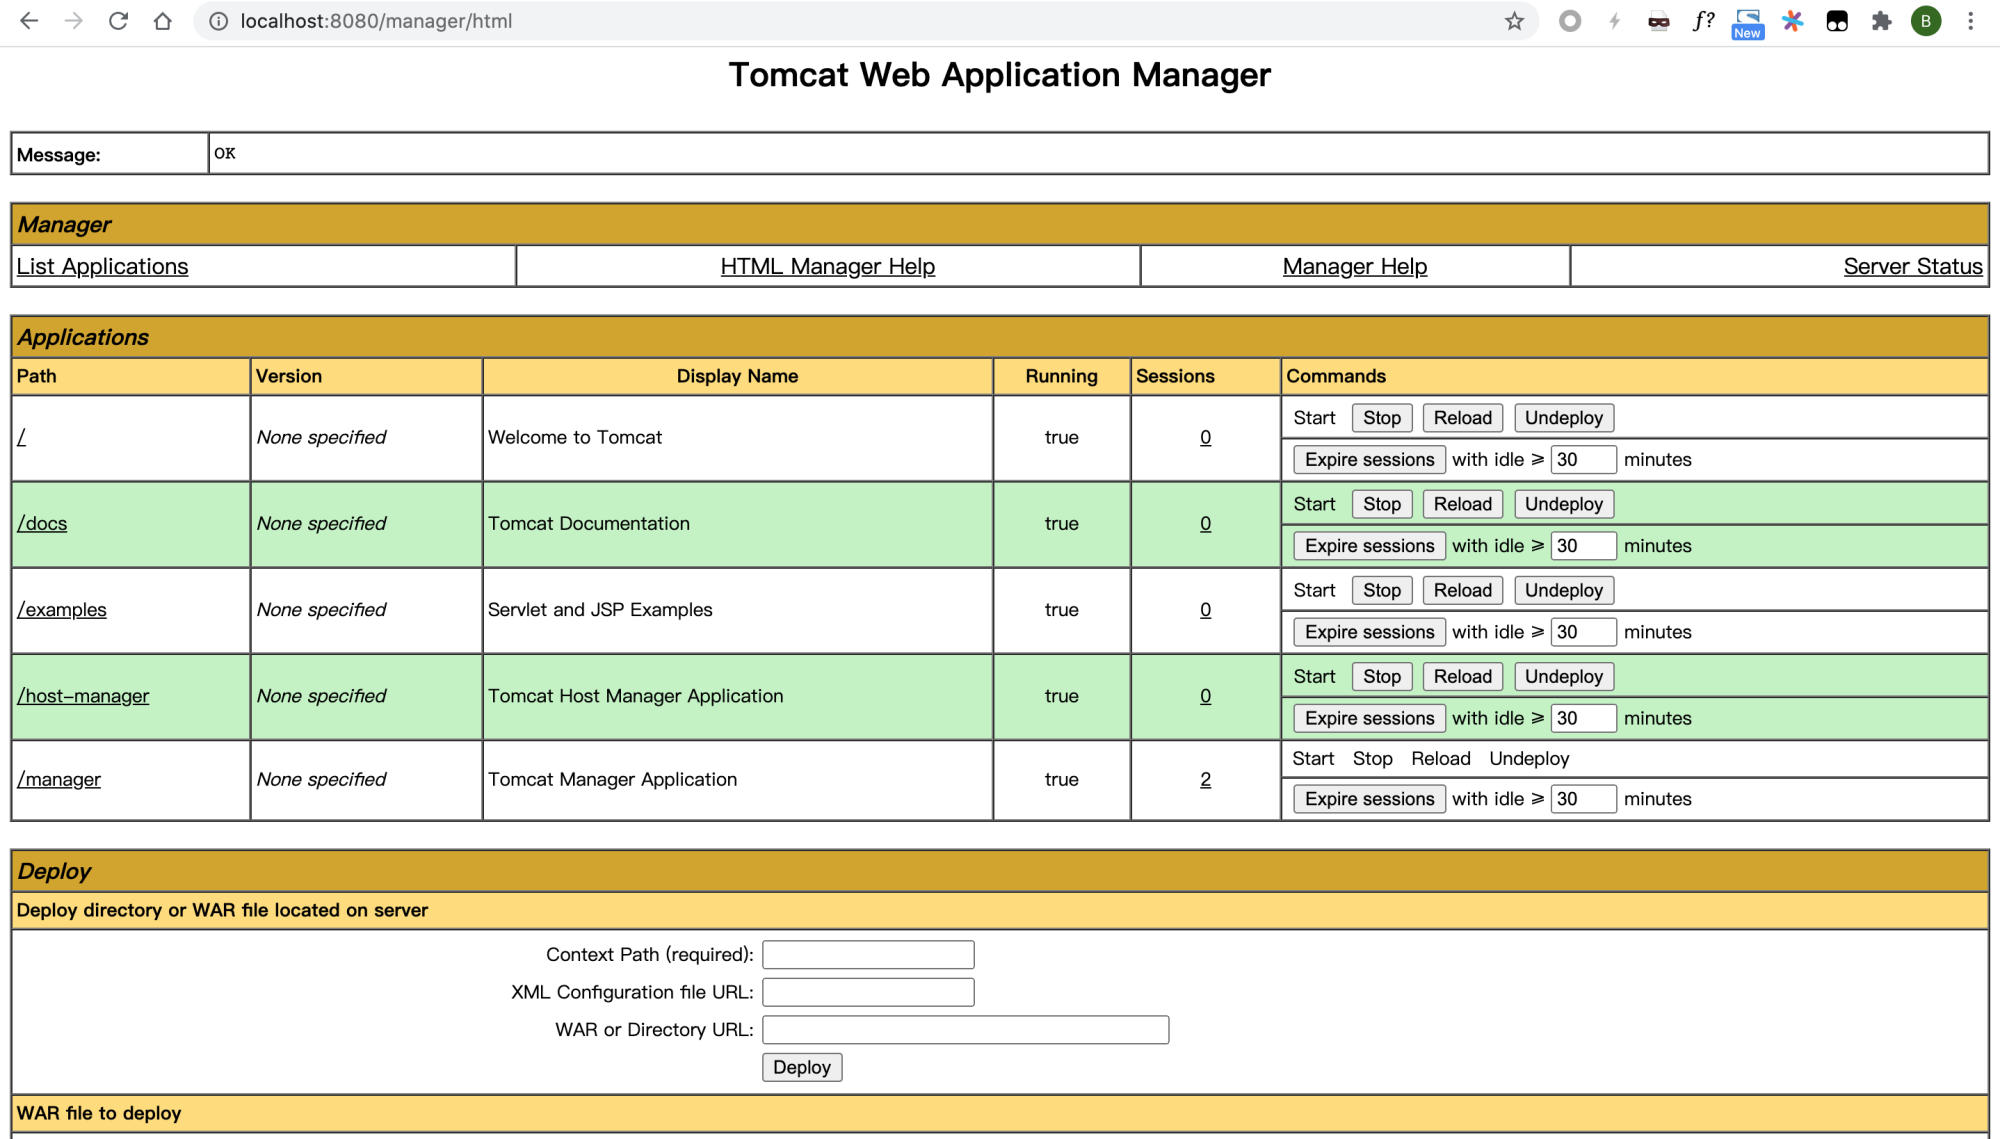 localhost:8080/manager/html
f?
New
B
Tomcat Web Application Manager
Message: OK
Manager
List Applications HTML Manager Help Manager Help Server Status
Applications
Path Version Display Name Running Sessions Commands
/ None specified Welcome to Tomcat true 0 Start Stop Reload Undeploy
Expire sessions with idle ≥ 30 minutes
/docs None specified Tomcat Documentation true 0 Start Stop Reload Undeploy
Expire sessions with idle ≥ 30 minutes
/examples None specified Servlet and JSP Examples true 0 Start Stop Reload Undeploy
Expire sessions with idle ≥ 30 minutes
/host-manager None specified Tomcat Host Manager Application true 0 Start Stop Reload Undeploy
Expire sessions with idle ≥ 30 minutes
/manager None specified Tomcat Manager Application true 2 Start Stop Reload Undeploy
Expire sessions with idle ≥ 30 minutes
Deploy
Deploy directory or WAR file located on server
Context Path (required):
XML Configuration file URL:
WAR or Directory URL:
Deploy
WAR file to deploy